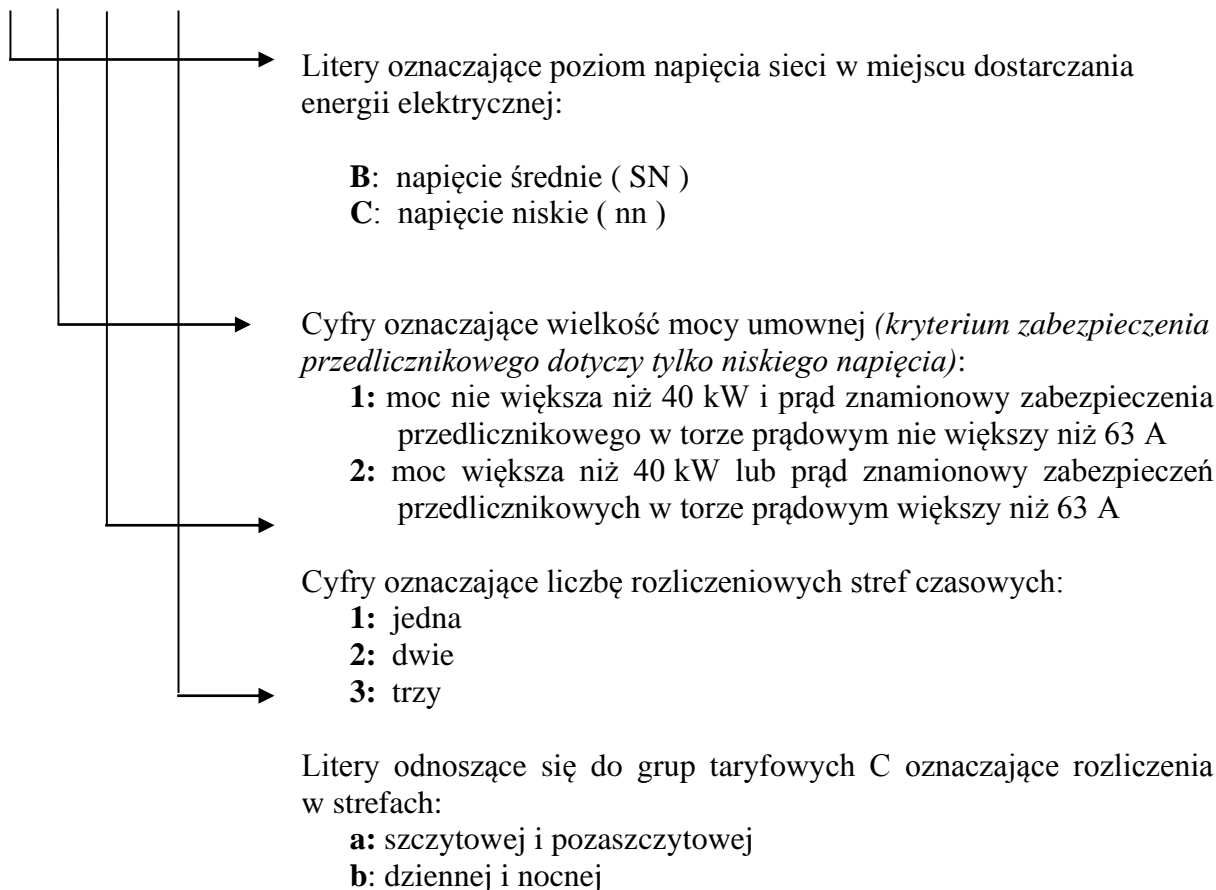 Litery oznaczające poziom napięcia sieci w miejscu dostarczania
energii elektrycznej:
B: napięcie średnie ( SN )
C: napięcie niskie ( nn )
Cyfry oznaczające wielkość mocy umownej (kryterium zabezpieczenia
przedlicznikowego dotyczy tylko niskiego napięcia):
1: moc nie większa niż 40 kW i prąd znamionowy zabezpieczenia
przedlicznikowego w torze prądowym nie większy niż 63 A
2: moc większa niż 40 kW lub prąd znamionowy zabezpieczeń
przedlicznikowych w torze prądowym większy niż 63 A
Cyfry oznaczające liczbę rozliczeniowych stref czasowych:
1: jedna
2: dwie
3: trzy
Litery odnoszące się do grup taryfowych C oznaczające rozliczenia
w strefach:
a: szczytowej i pozaszczytowej
b: dziennej i nocnej